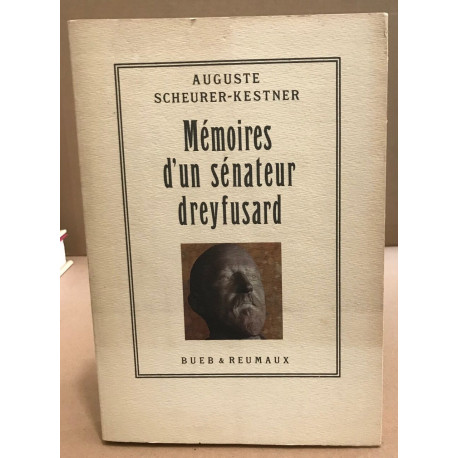 AUGUSTE
SCHEURER-KESTNER
Mémoires
d'un sénateur
dreyfusard
BUEB & REUMAUX